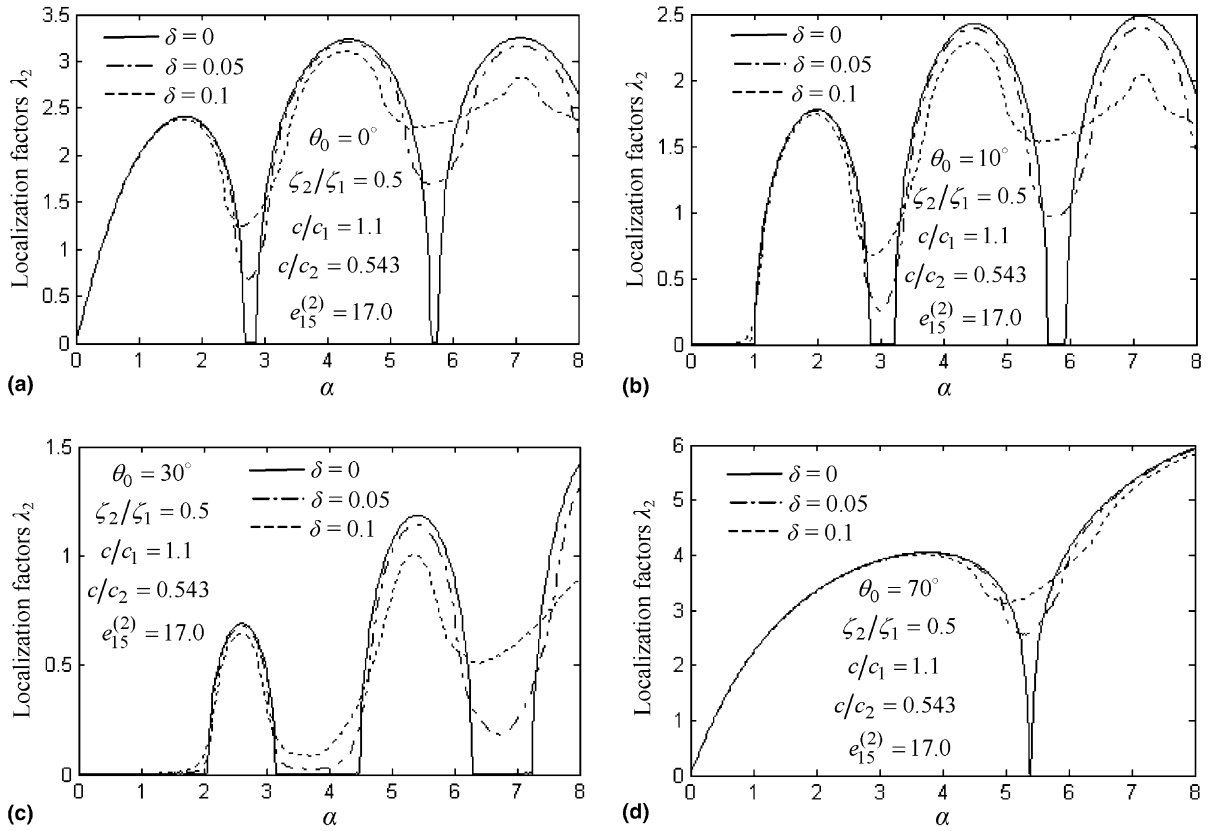 Localization factors λ₂
3.5
3
2.5
2
1.5
1
0.5
0
δ = 0
δ = 0.05
δ = 0.1
θ₀ = 0°
ζ₂/ζ₁ = 0.5
c/c₁ = 1.1
c/c₂ = 0.543
e₁₅⁽²⁾ = 17.0
0 1 2 3 4 5 6 7 8
(a)
α
Localization factors λ₂
2.5
2
1.5
1
0.5
0
δ = 0
δ = 0.05
δ = 0.1
θ₀ = 10°
ζ₂/ζ₁ = 0.5
c/c₁ = 1.1
c/c₂ = 0.543
e₁₅⁽²⁾ = 17.0
0 1 2 3 4 5 6 7 8
(b)
α
Localization factors λ₂
1.5
1
0.5
0
θ₀ = 30°
ζ₂/ζ₁ = 0.5
c/c₁ = 1.1
c/c₂ = 0.543
e₁₅⁽²⁾ = 17.0
δ = 0
δ = 0.05
δ = 0.1
0 1 2 3 4 5 6 7 8
(c)
α
Localization factors λ₂
6
5
4
3
2
1
0
δ = 0
δ = 0.05
δ = 0.1
θ₀ = 70°
ζ₂/ζ₁ = 0.5
c/c₁ = 1.1
c/c₂ = 0.543
e₁₅⁽²⁾ = 17.0
0 1 2 3 4 5 6 7 8
(d)
α